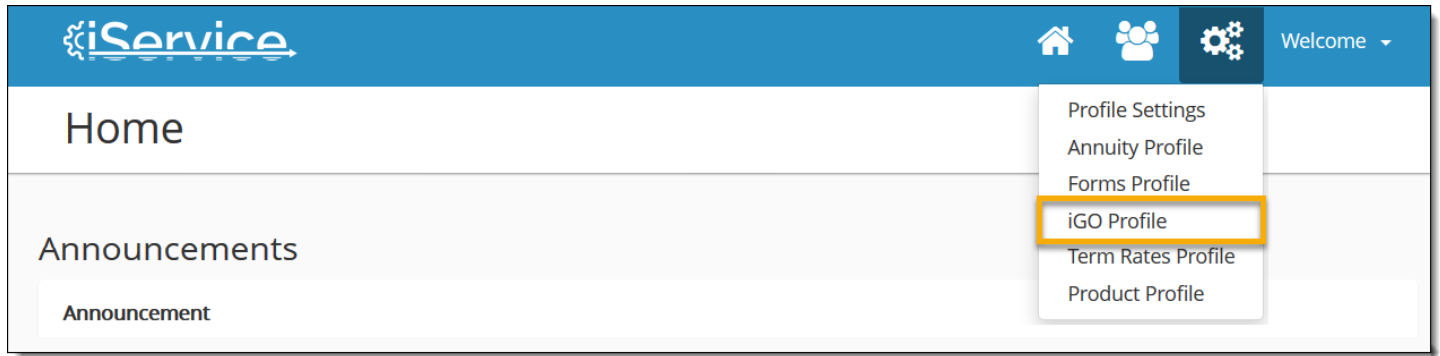 iService
Welcome
Home
Profile Settings
Annuity Profile
Forms Profile
iGO Profile
Term Rates Profile
Product Profile
Announcements
Announcement